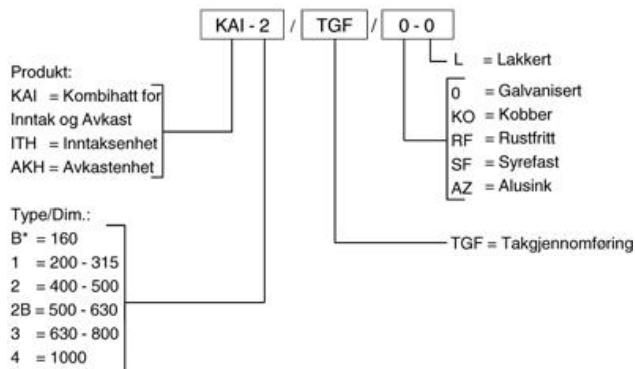 KAI - 2 / TGF / 0 - 0
L = Lakkert
0 = Galvanisert
KO = Kobber
RF = Rustfritt
SF = Syrefast
AZ = Alusink
TGF = Takgjennomføring
Produkt:
KAI = Kombihatt for
Inntak og Avkast
ITH = Inntaksenhet
AKH = Avkastenhet
Type/Dim.:
B* = 160
1 = 200 - 315
2 = 400 - 500
2B = 500 - 630
3 = 630 - 800
4 = 1000